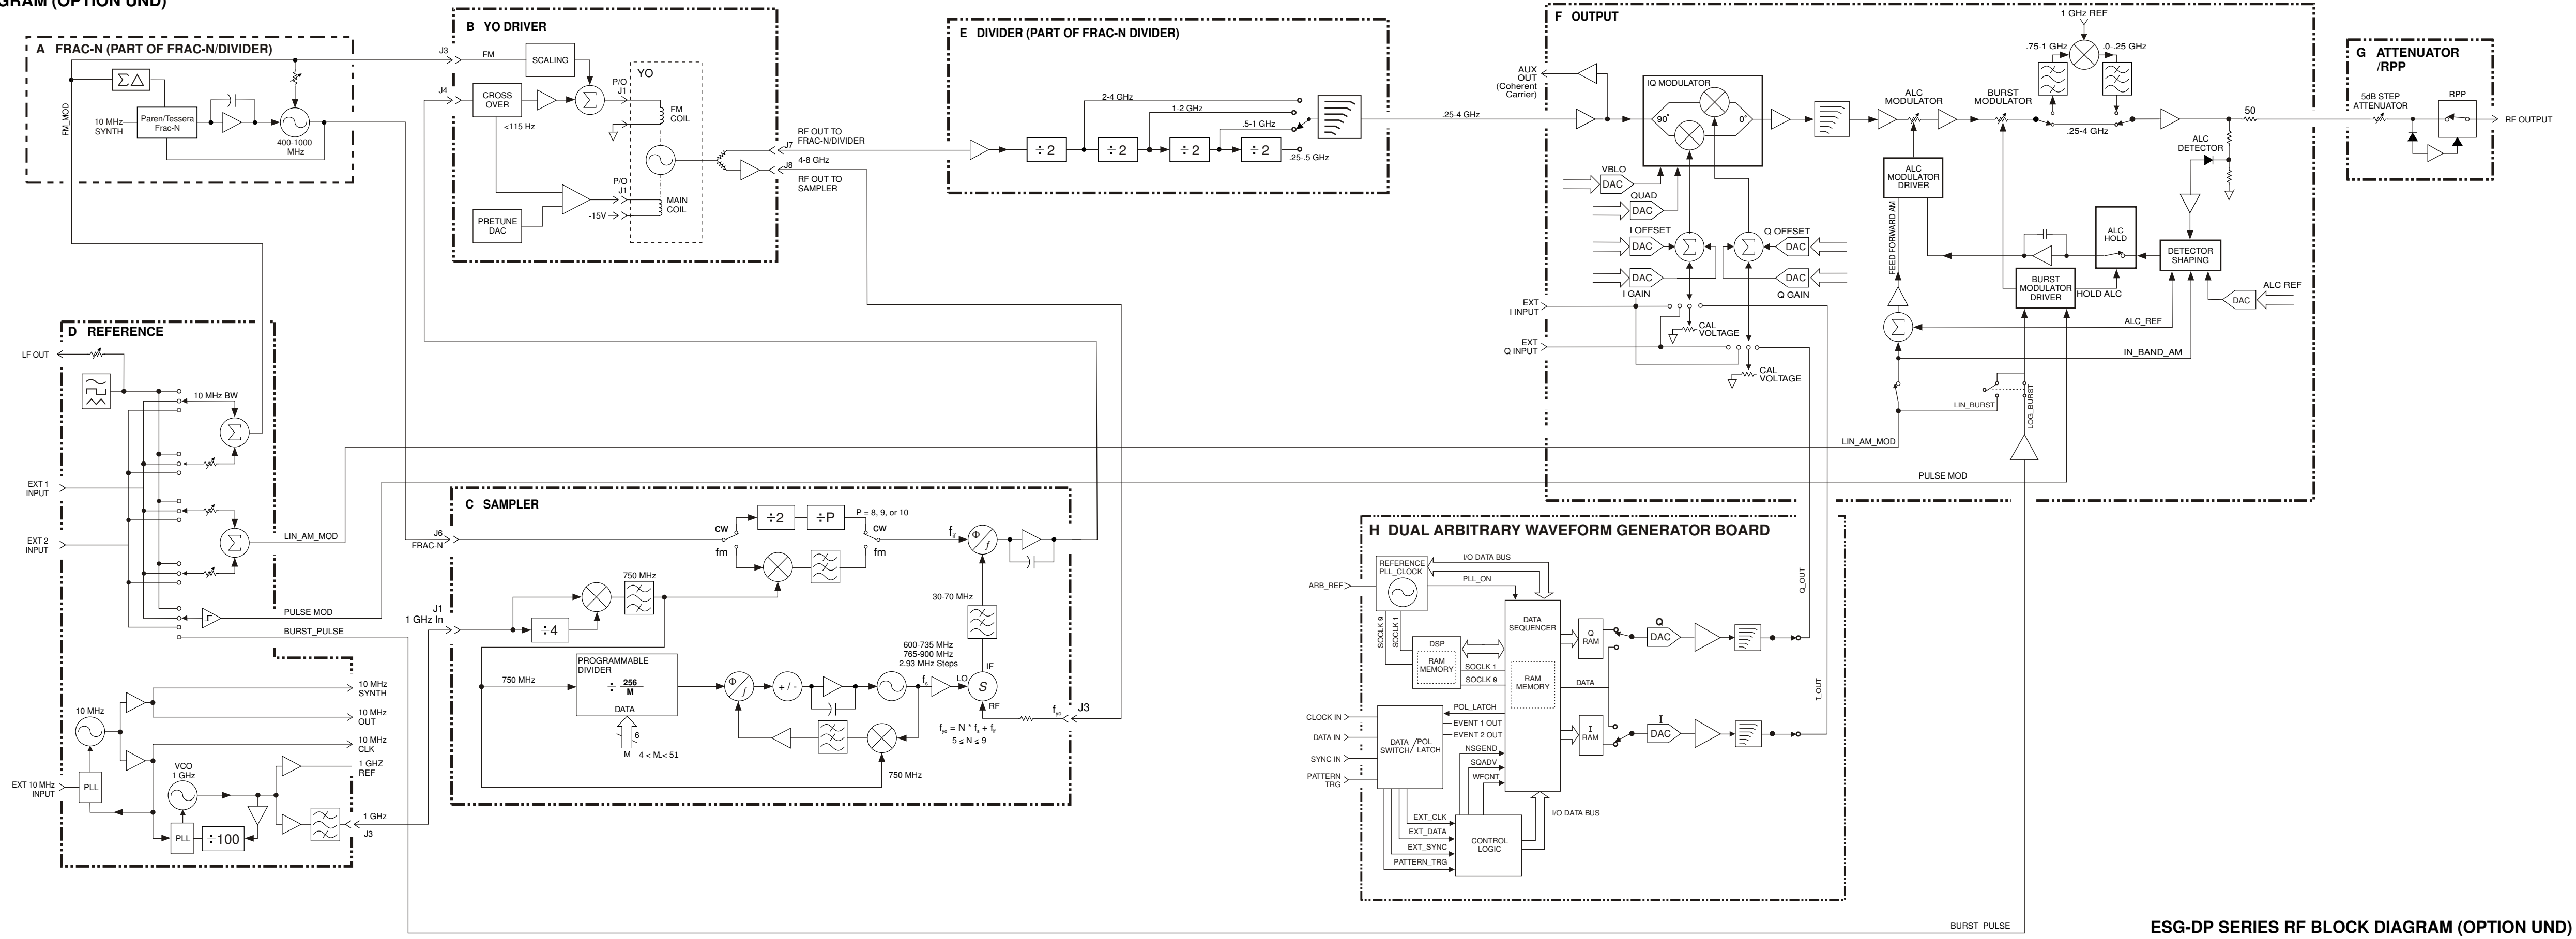 GRAM (OPTION UND)
A FRAC-N (PART OF FRAC-N/DIVIDER)
FM_MOD
ΣΔ
10 MHz
SYNTH
Paren/Tessera
Frac-N
400-1000
MHz
B YO DRIVER
J3
FM
SCALING
J4
CROSS
OVER
<115 Hz
Σ
P/O
J1
YO
FM
COIL
P/O
J1
-15V
MAIN
COIL
PRETUNE
DAC
RF OUT TO
FRAC-N/DIVIDER
J7
4-8 GHz
J8
RF OUT TO
SAMPLER
E DIVIDER (PART OF FRAC-N DIVIDER)
2-4 GHz
1-2 GHz
.5-1 GHz
.25-.5 GHz
÷2
÷2
÷2
÷2
.25-4 GHz
F OUTPUT
AUX
OUT
(Coherent
Carrier)
IQ MODULATOR
90°
0°
VBLO
DAC
QUAD
DAC
I OFFSET
DAC
Σ
Σ
Q OFFSET
DAC
DAC
I GAIN
DAC
Q GAIN
EXT
I INPUT
CAL
VOLTAGE
EXT
Q INPUT
CAL
VOLTAGE
ALC
MODULATOR
BURST
MODULATOR
1 GHz REF
.75-1 GHz
.0-.25 GHz
.25-4 GHz
50
ALC
DETECTOR
ALC
MODULATOR
DRIVER
FEED FORWARD AM
ALC
HOLD
DETECTOR
SHAPING
BURST
MODULATOR
DRIVER
HOLD ALC
DAC
ALC REF
Σ
ALC_REF
IN_BAND_AM
LIN_BURST
LOG_BURST
LIN_AM_MOD
PULSE MOD
G ATTENUATOR
/RPP
5dB STEP
ATTENUATOR
RPP
RF OUTPUT
D REFERENCE
LF OUT
10 MHz BW
Σ
EXT 1
INPUT
EXT 2
INPUT
Σ
LIN_AM_MOD
PULSE MOD
BURST_PULSE
10 MHz
SYNTH
10 MHz
OUT
10 MHz
10 MHz
CLK
1 GHZ
REF
VCO
1 GHz
EXT 10 MHz
INPUT
PLL
PLL
÷100
1 GHz
J3
C SAMPLER
J6
FRAC-N
cw
fm
÷2
÷P
P = 8, 9, or 10
cw
fm
fif
Φ/f
750 MHz
J1
1 GHz In
÷4
30-70 MHz
600-735 MHz
765-900 MHz
2.93 MHz Steps
PROGRAMMABLE
DIVIDER
÷ 256
M
DATA
750 MHz
6
M 4 < M < 51
Φ/f
+ / -
fs
LO
IF
S
RF
fyo
J3
fyo = N * fs + fif
5 ≤ N ≤ 9
750 MHz
H DUAL ARBITRARY WAVEFORM GENERATOR BOARD
ARB_REF
REFERENCE
PLL_CLOCK
I/O DATA BUS
PLL_ON
SOCLK 0
SOCLK 1
DSP
RAM
MEMORY
SOCLK 1
SOCLK 0
DATA
SEQUENCER
RAM
MEMORY
Q
RAM
Q
DAC
Q_OUT
DATA
I
RAM
I
DAC
I_OUT
CLOCK IN
DATA IN
SYNC IN
PATTERN
TRG
DATA / POL
SWITCH / LATCH
POL_LATCH
EVENT 1 OUT
EVENT 2 OUT
NSGEND
SQADV
WFCNT
EXT_CLK
EXT_DATA
EXT_SYNC
PATTERN_TRG
CONTROL
LOGIC
I/O DATA BUS
BURST_PULSE
ESG-DP SERIES RF BLOCK DIAGRAM (OPTION UND)